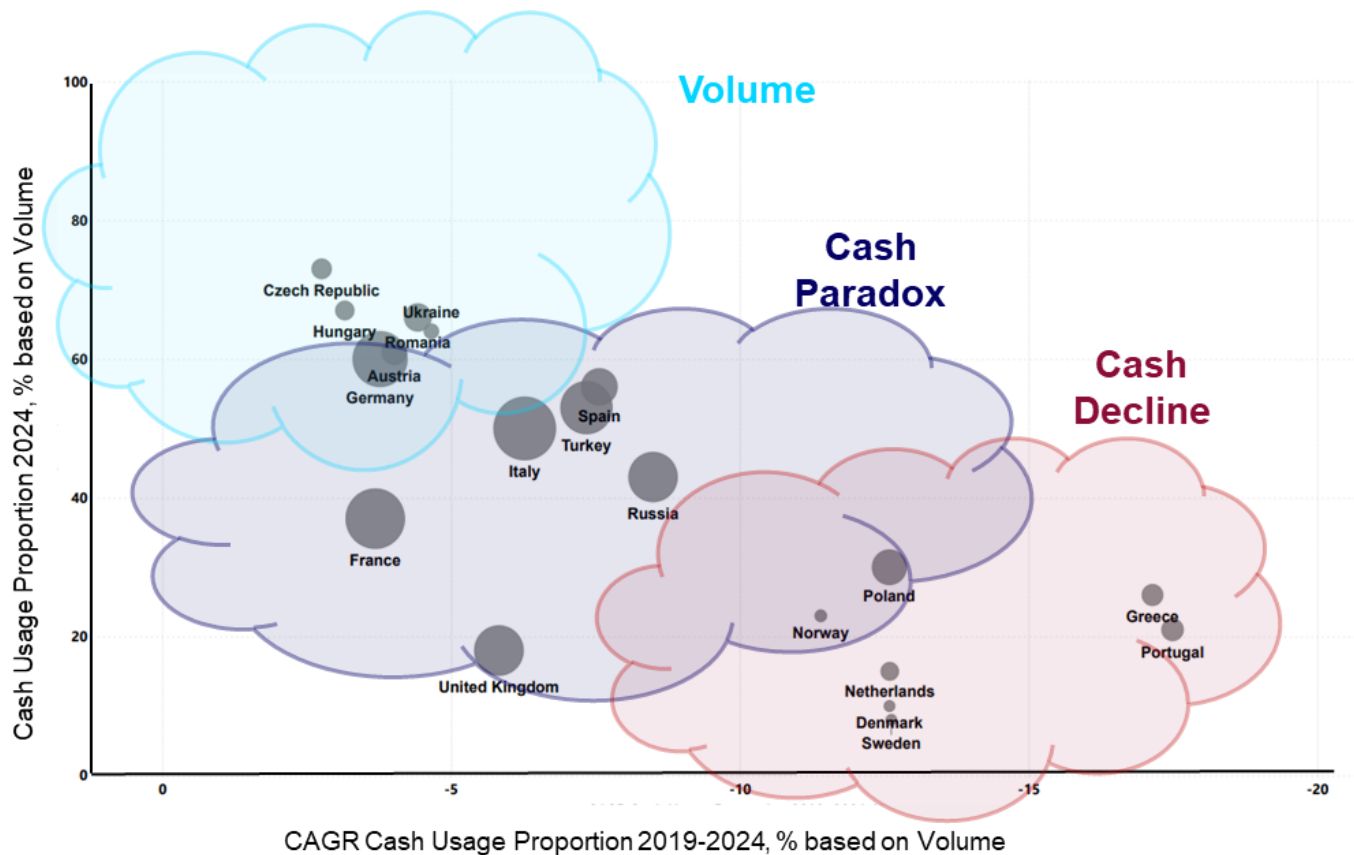 Volume
Cash
Paradox
Cash
Decline
Cash Usage Proportion 2024, % based on Volume
100
80
60
40
20
0
Czech Republic
Hungary
Ukraine
Romania
Austria
Germany
Spain
Turkey
Italy
Russia
France
United Kingdom
Poland
Norway
Netherlands
Denmark
Sweden
Greece
Portugal
0
-5
-10
-15
-20
CAGR Cash Usage Proportion 2019-2024, % based on Volume